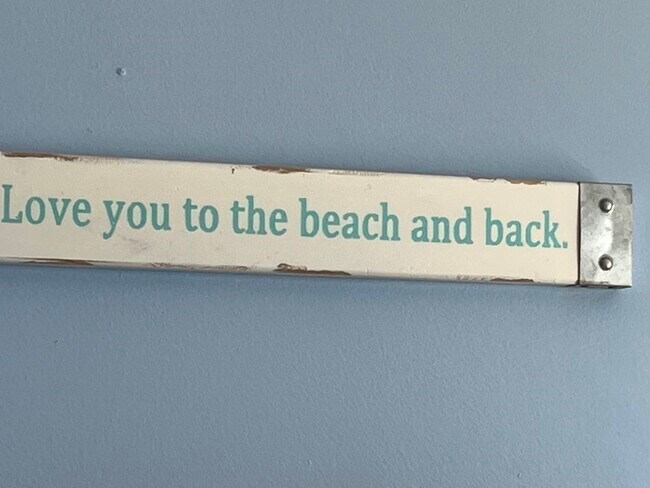 Love you to the beach and back.